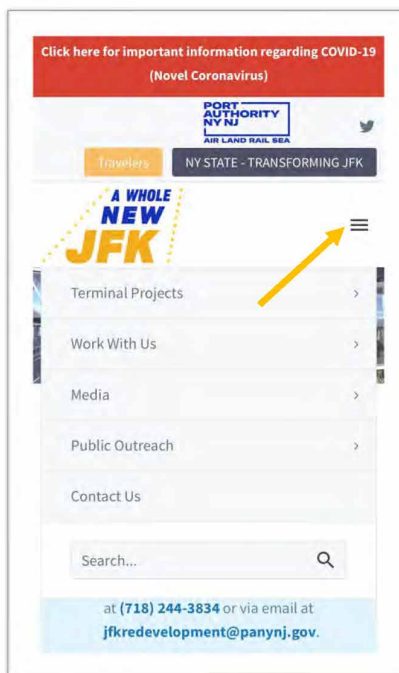 Click here for important information regarding COVID-19
(Novel Coronavirus)
PORT
AUTHORITY
NY NJ
AIR LAND RAIL SEA
Travelers
NY STATE - TRANSFORMING JFK
A WHOLE
NEW
JFK
Terminal Projects
Work With Us
Media
Public Outreach
Contact Us
Search...
at (718) 244-3834 or via email at
jfkredevelopment@panynj.gov.